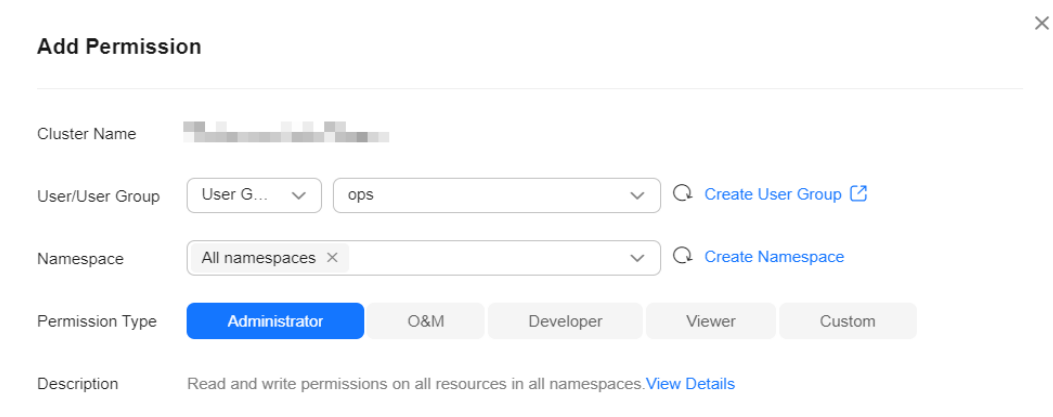 Add Permission
Cluster Name
User/User Group User G... ops Create User Group
Namespace All namespaces Create Namespace
Permission Type Administrator O&M Developer Viewer Custom
Description Read and write permissions on all resources in all namespaces.View Details